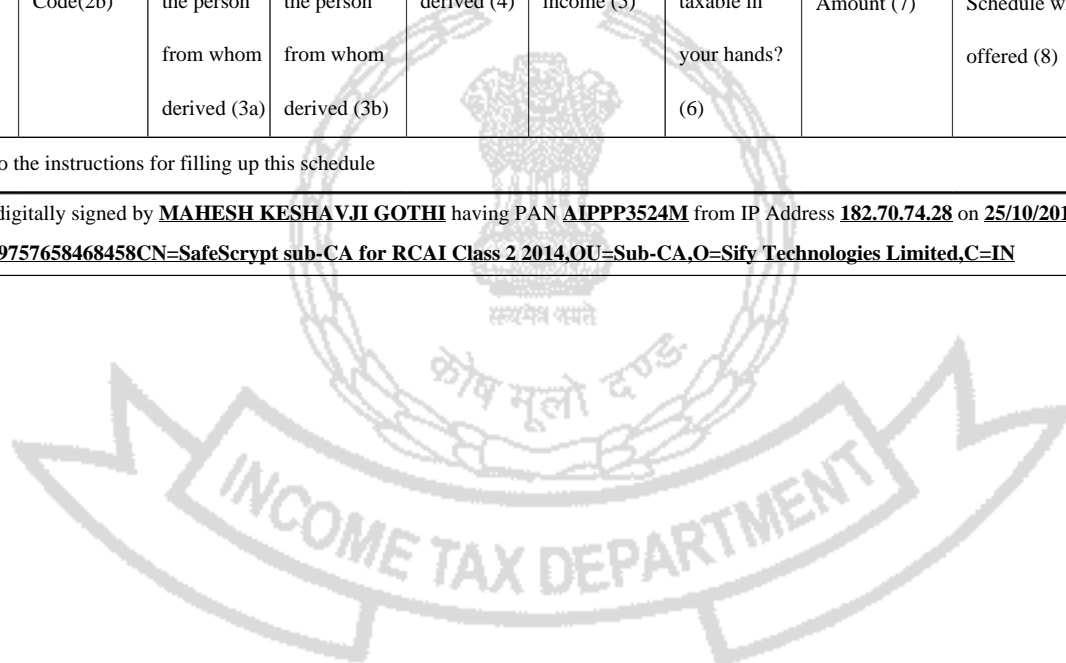 Code(2b) the person the person derived (4) income (5) taxable in Amount (7) Schedule w
from whom from whom your hands? offered (8)
derived (3a) derived (3b) (6)
o the instructions for filling up this schedule
digitally signed by MAHESH KESHAVJI GOTHI having PAN AIPPP3524M from IP Address 182.70.74.28 on 25/10/201
9757658468458CN=SafeScrypt sub-CA for RCAI Class 2 2014,OU=Sub-CA,O=Sify Technologies Limited,C=IN
सत्यमेव जयते
कोष मूलो दण्डः
INCOME TAX DEPARTMENT